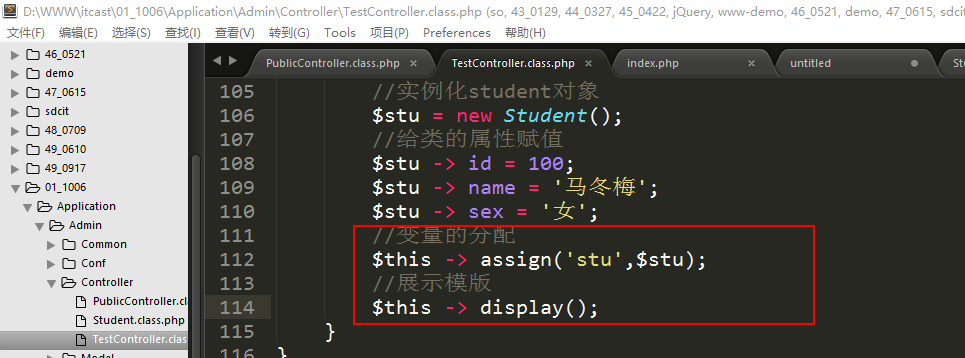 D:\WWW\itcast\01_1006\Application\Admin\Controller\TestController.class.php (so, 43_0129, 44_0327, 45_0422, jQuery, www-demo, 46_0521, demo, 47_0615, sdcit
文件(F) 编辑(E) 选择(S) 查找(I) 查看(V) 转到(G) Tools 项目(P) Preferences 帮助(H)
46_0521
demo
47_0615
sdcit
48_0709
49_0610
49_0917
01_1006
Application
Admin
Common
Conf
Controller
PublicController.cl
Student.class.php
TestController.clas
Model
PublicController.class.php × TestController.class.php × index.php × untitled Stu
105 //实例化student对象
106 $stu = new Student();
107 //给类的属性赋值
108 $stu -> id = 100;
109 $stu -> name = '马冬梅';
110 $stu -> sex = '女';
111 //变量的分配
112 $this -> assign('stu',$stu);
113 //展示模版
114 $this -> display();
115 }
116 }